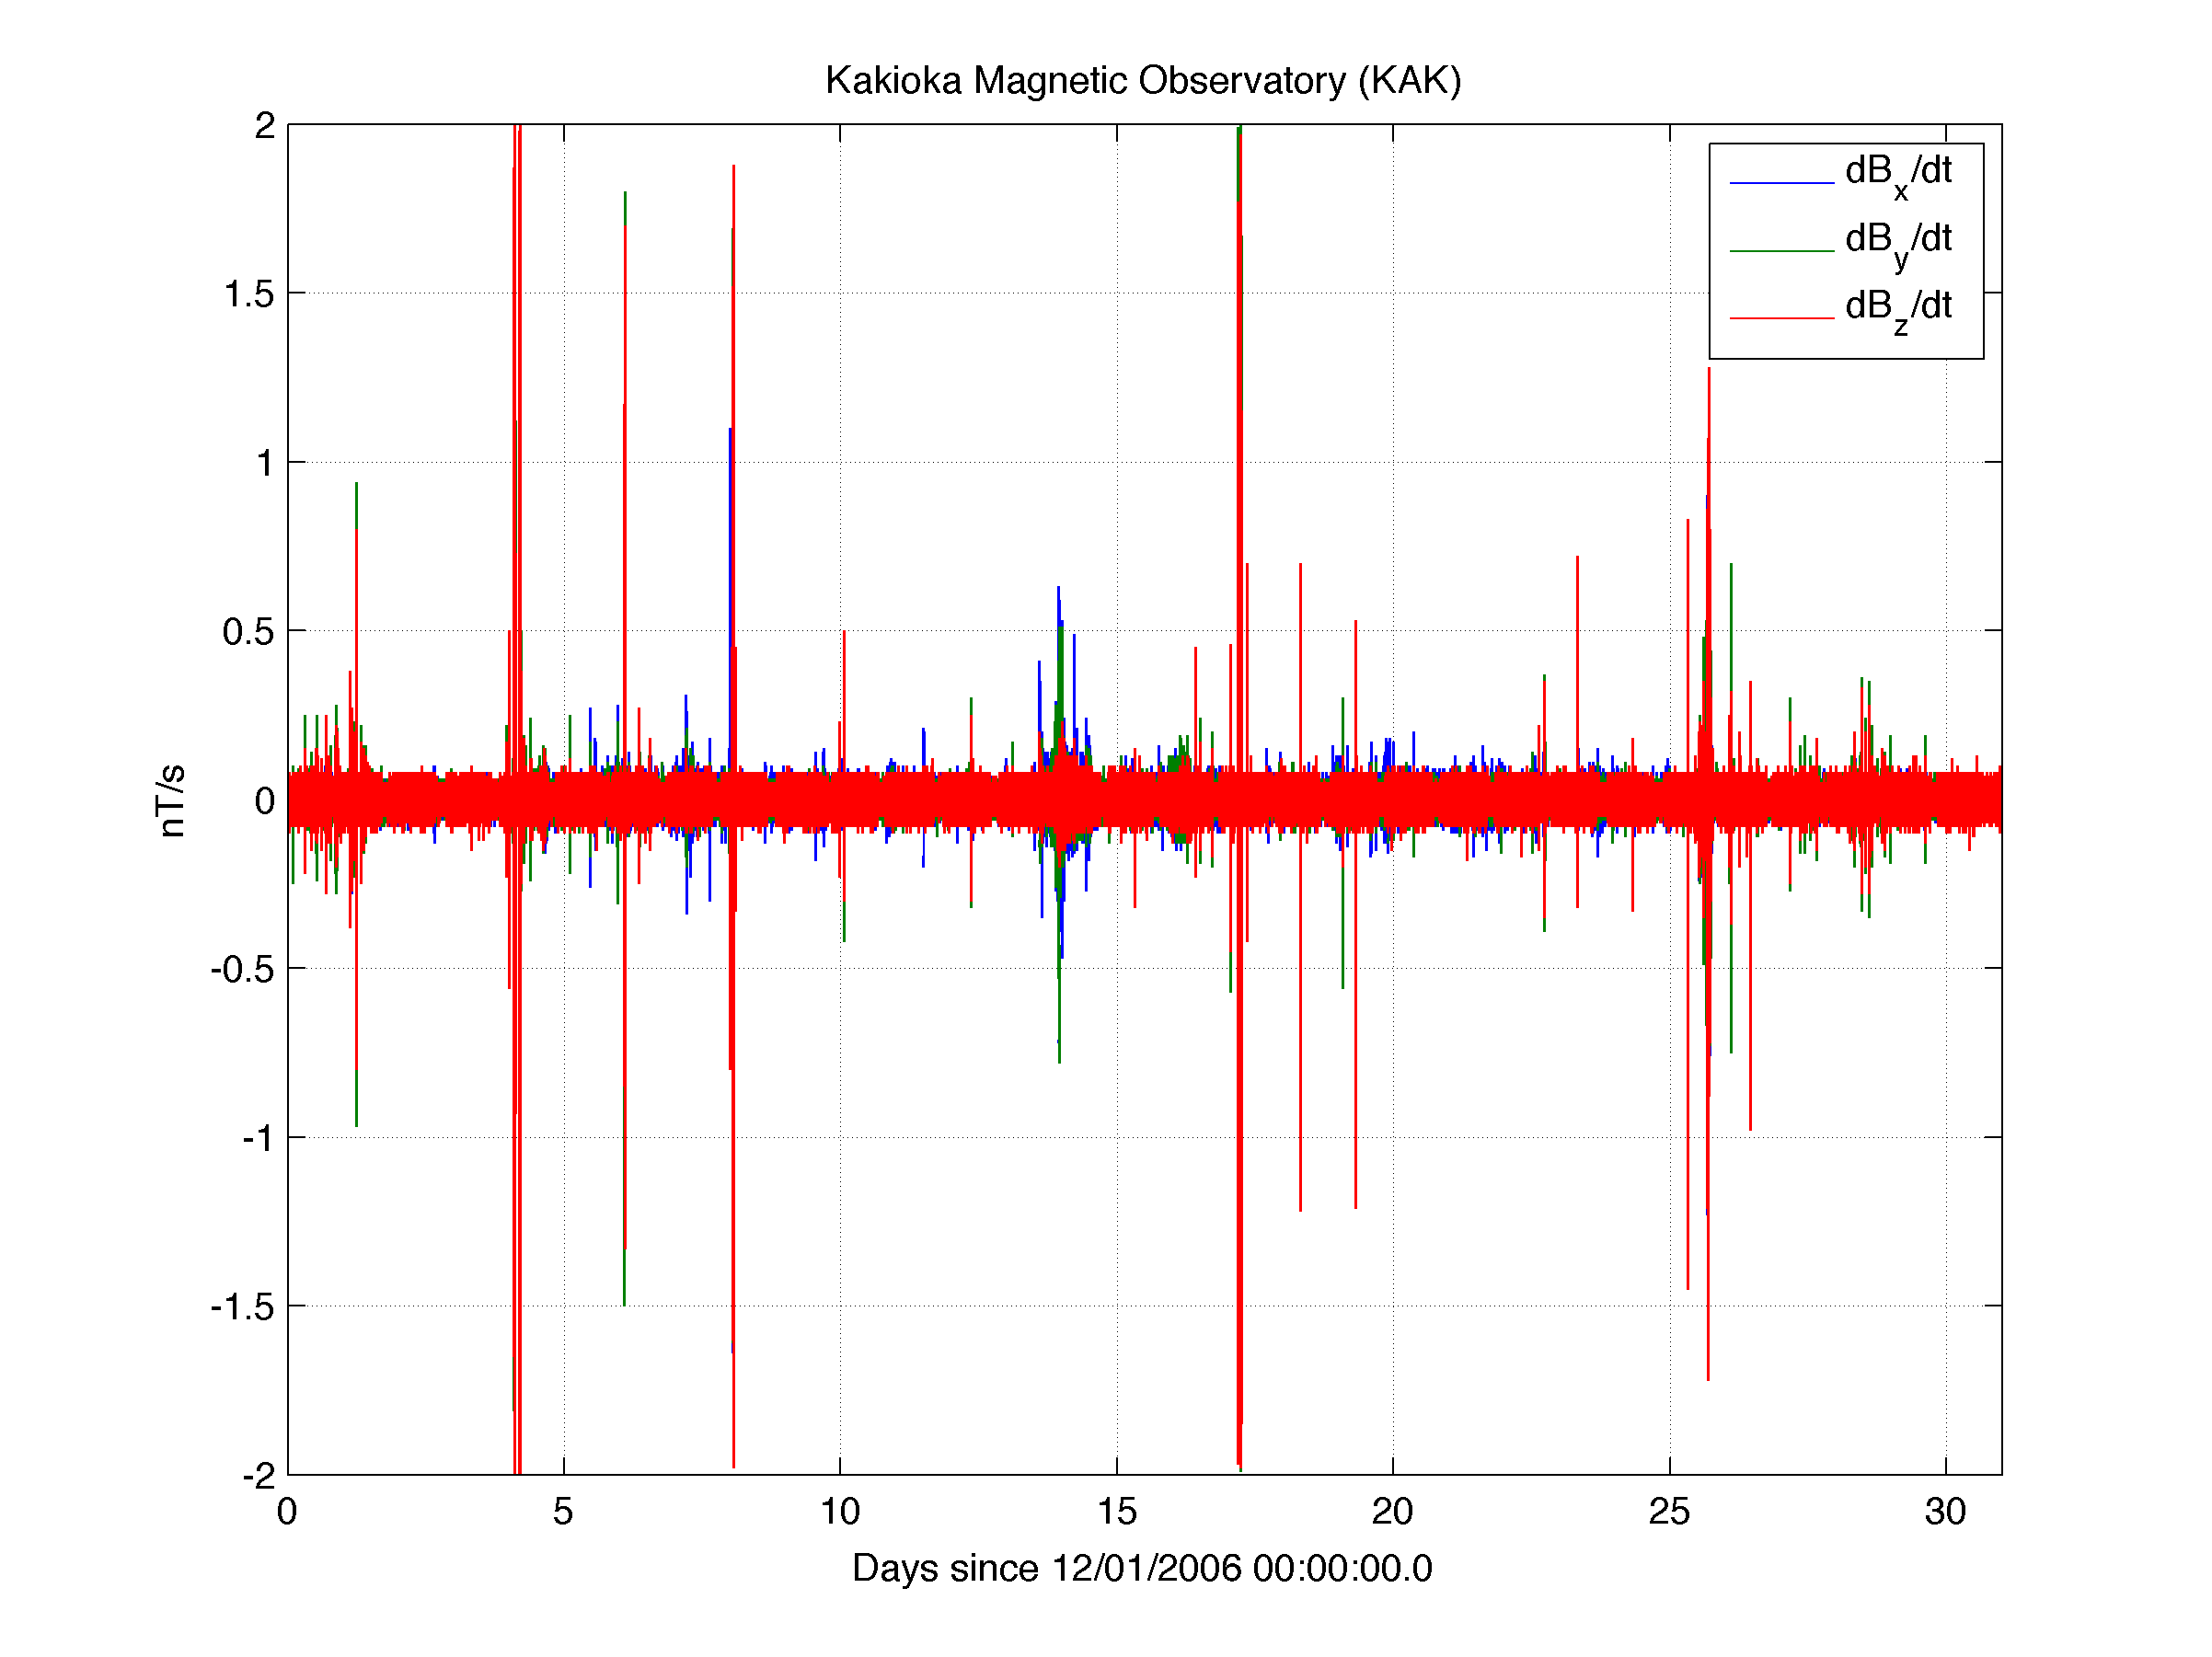 Kakioka Magnetic Observatory (KAK)
2
1.5
1
0.5
0
-0.5
-1
-1.5
-2
nT/s
dBx/dt
dBy/dt
dBz/dt
0 5 10 15 20 25 30
Days since 12/01/2006 00:00:00.0